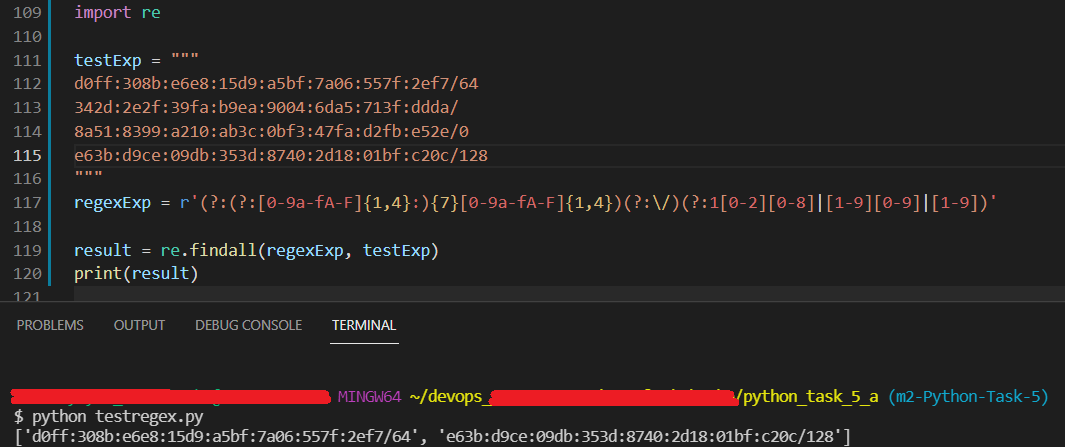 109 import re
110
111 testExp = """
112 d0ff:308b:e6e8:15d9:a5bf:7a06:557f:2ef7/64
113 342d:2e2f:39fa:b9ea:9004:6da5:713f:ddda/
114 8a51:8399:a210:ab3c:0bf3:47fa:d2fb:e52e/0
115 e63b:d9ce:09db:353d:8740:2d18:01bf:c20c/128
116 """
117 regexExp = r'(?:(?:[0-9a-fA-F]{1,4}:){7}[0-9a-fA-F]{1,4})(?:\/)(?:1[0-2][0-8]|[1-9][0-9]|[1-9])'
118
119 result = re.findall(regexExp, testExp)
120 print(result)
121
PROBLEMS OUTPUT DEBUG CONSOLE TERMINAL
MINGW64 ~/devops_ /python_task_5_a (m2-Python-Task-5)
$ python testregex.py
['d0ff:308b:e6e8:15d9:a5bf:7a06:557f:2ef7/64', 'e63b:d9ce:09db:353d:8740:2d18:01bf:c20c/128']